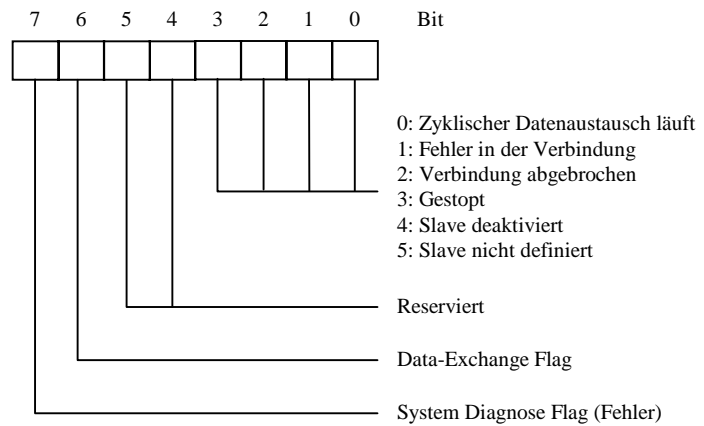 7 6 5 4 3 2 1 0 Bit
0: Zyklischer Datenaustausch läuft
1: Fehler in der Verbindung
2: Verbindung abgebrochen
3: Gestopt
4: Slave deaktiviert
5: Slave nicht definiert
Reserviert
Data-Exchange Flag
System Diagnose Flag (Fehler)